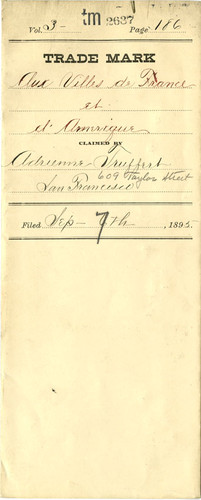 tm 2637
Vol. 3- Page 186
TRADE MARK
Aux Villes de France
et
d'Amerique
CLAIMED BY
Adrienne Truffert
609 Taylor Street
San Francisco
Filed Sep 7th, 1895.